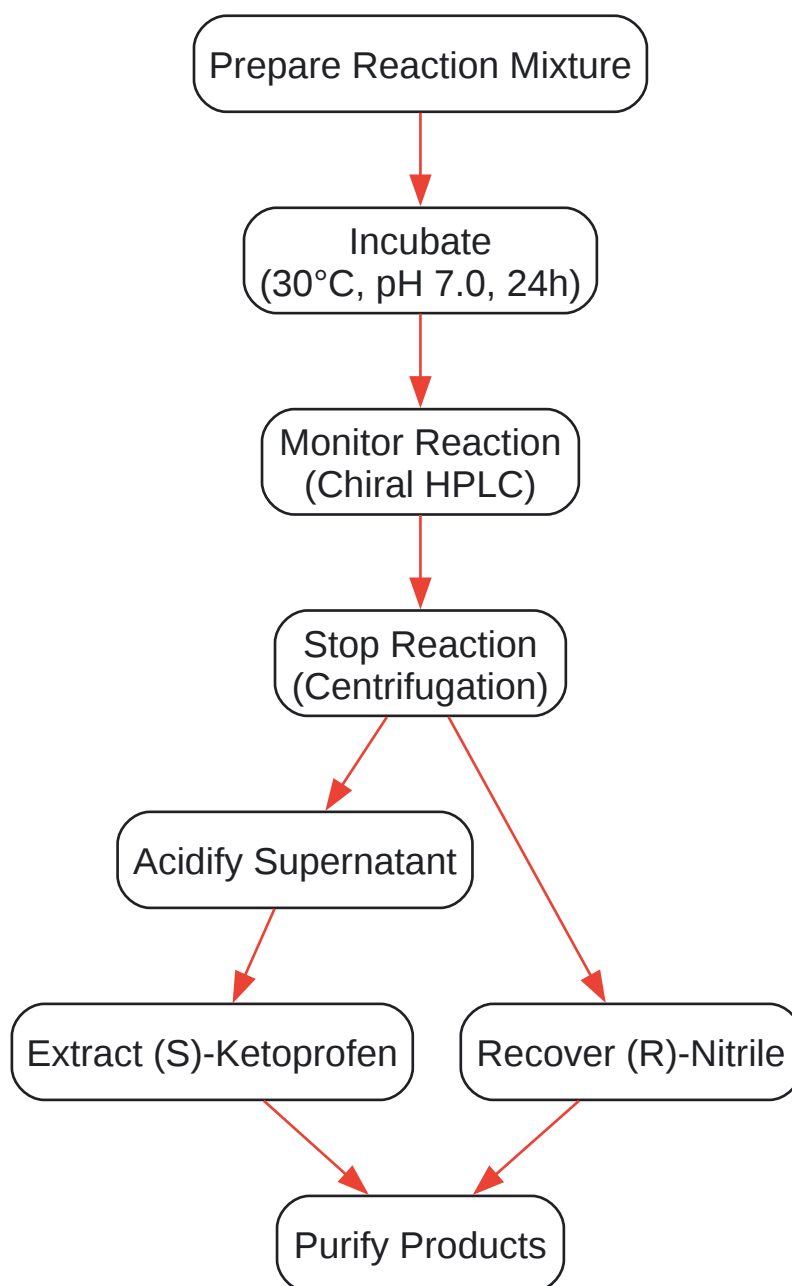 Prepare Reaction Mixture
Incubate
(30°C, pH 7.0, 24h)
Monitor Reaction
(Chiral HPLC)
Stop Reaction
(Centrifugation)
Acidify Supernatant
Extract (S)-Ketoprofen
Recover (R)-Nitrile
Purify Products